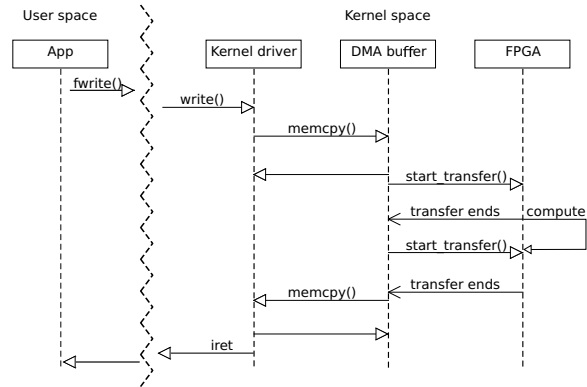 User space
Kernel space
App
Kernel driver
DMA buffer
FPGA
fwrite()
write()
memcpy()
start_transfer()
transfer ends
compute
start_transfer()
transfer ends
memcpy()
iret